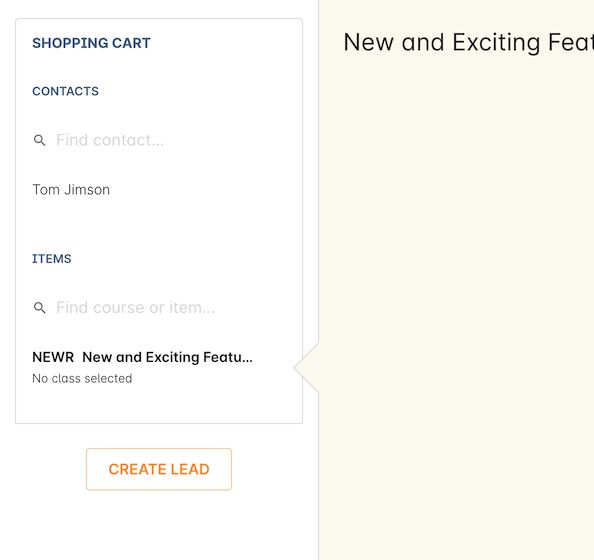 SHOPPING CART
CONTACTS
Find contact...
Tom Jimson
ITEMS
Find course or item...
NEWR New and Exciting Featu...
No class selected
CREATE LEAD
New and Exciting Feat